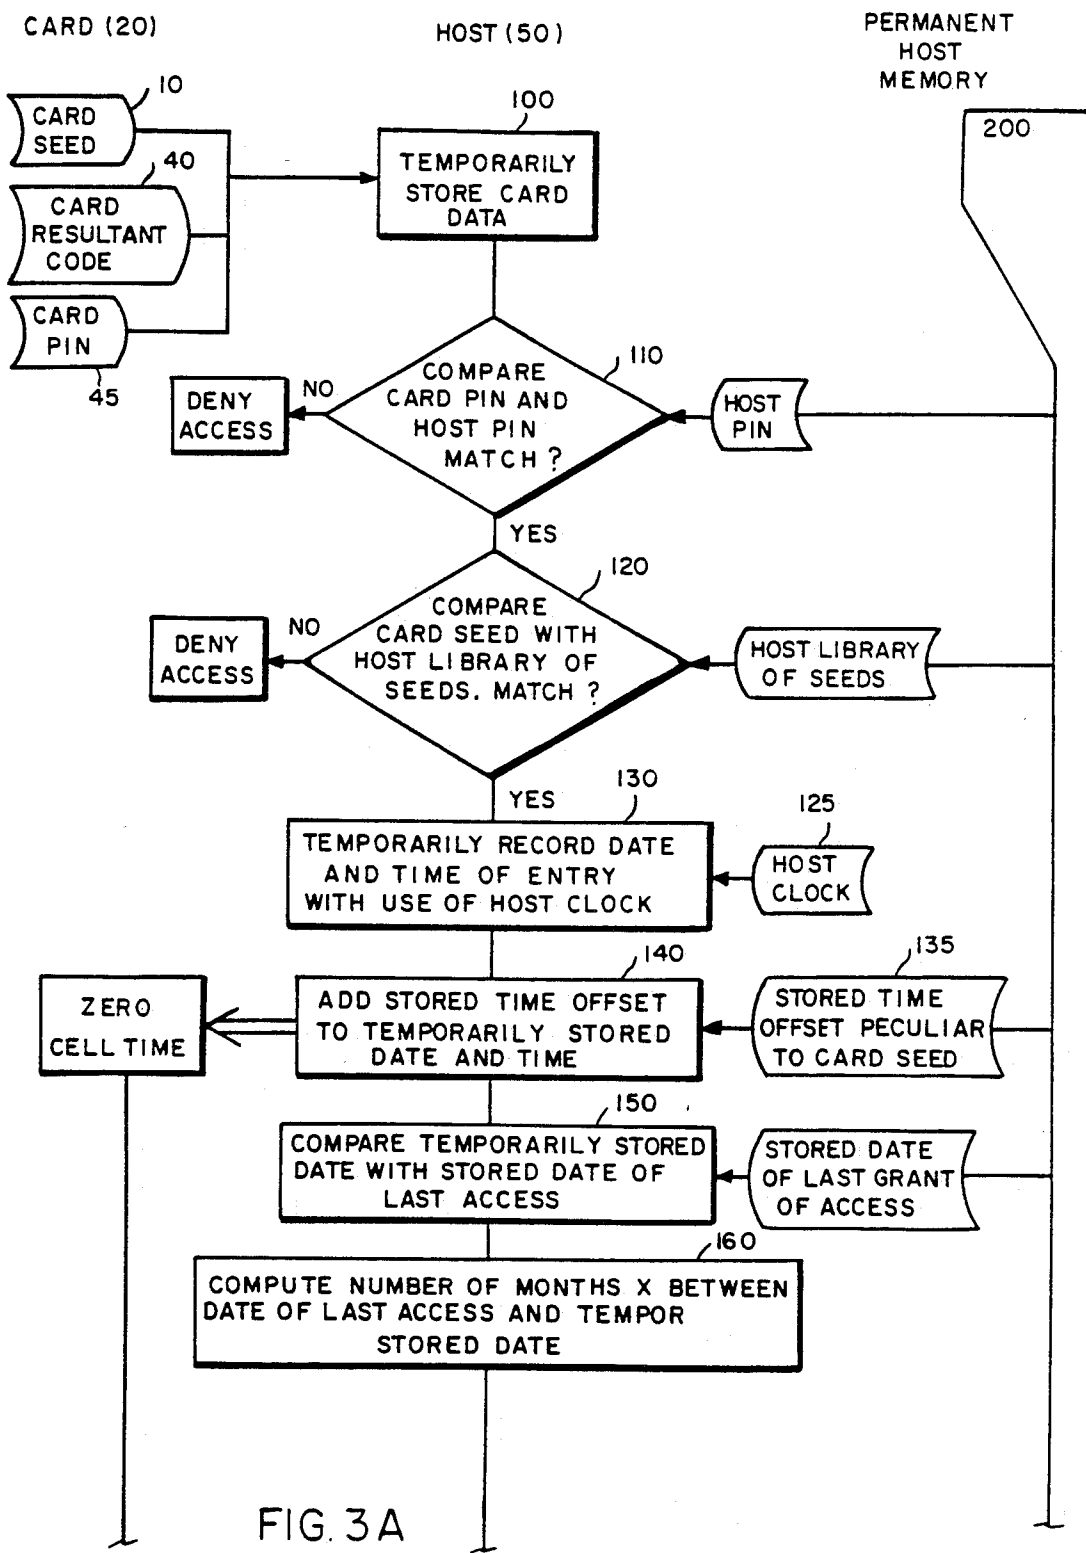 CARD (20)
HOST (50)
PERMANENT
HOST
MEMORY
200
10
CARD
SEED
40
CARD
RESULTANT
CODE
CARD
PIN
45
100
TEMPORARILY
STORE CARD
DATA
110
COMPARE
CARD PIN AND
HOST PIN
MATCH ?
NO
DENY
ACCESS
HOST
PIN
YES
120
COMPARE
CARD SEED WITH
HOST LIBRARY OF
SEEDS. MATCH ?
NO
DENY
ACCESS
HOST LIBRARY
OF SEEDS
YES
130
TEMPORARILY RECORD DATE
AND TIME OF ENTRY
WITH USE OF HOST CLOCK
125
HOST
CLOCK
140
ADD STORED TIME OFFSET
TO TEMPORARILY STORED
DATE AND TIME
135
STORED TIME
OFFSET PECULIAR
TO CARD SEED
ZERO
CELL TIME
150
COMPARE TEMPORARILY STORED
DATE WITH STORED DATE OF
LAST ACCESS
STORED DATE
OF LAST GRANT
OF ACCESS
160
COMPUTE NUMBER OF MONTHS X BETWEEN
DATE OF LAST ACCESS AND TEMPOR
STORED DATE
FIG. 3A